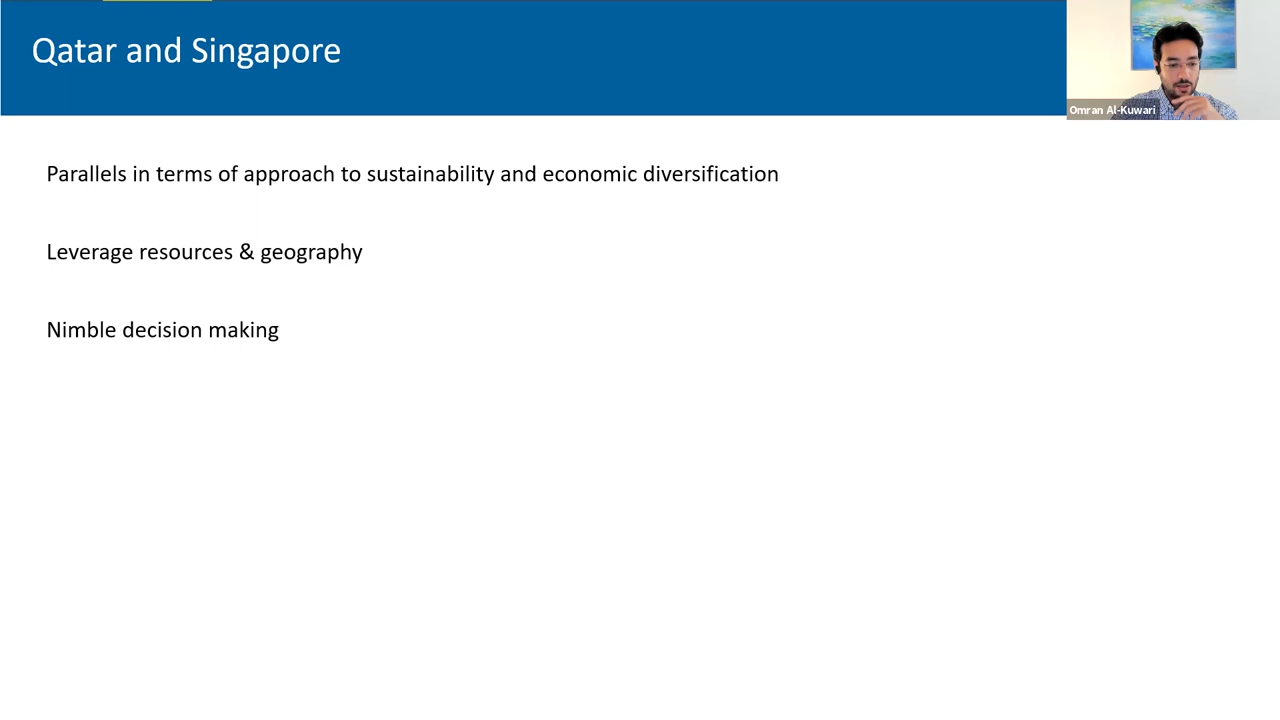 Qatar and Singapore
Omran Al-Kuwari
Parallels in terms of approach to sustainability and economic diversification
Leverage resources & geography
Nimble decision making